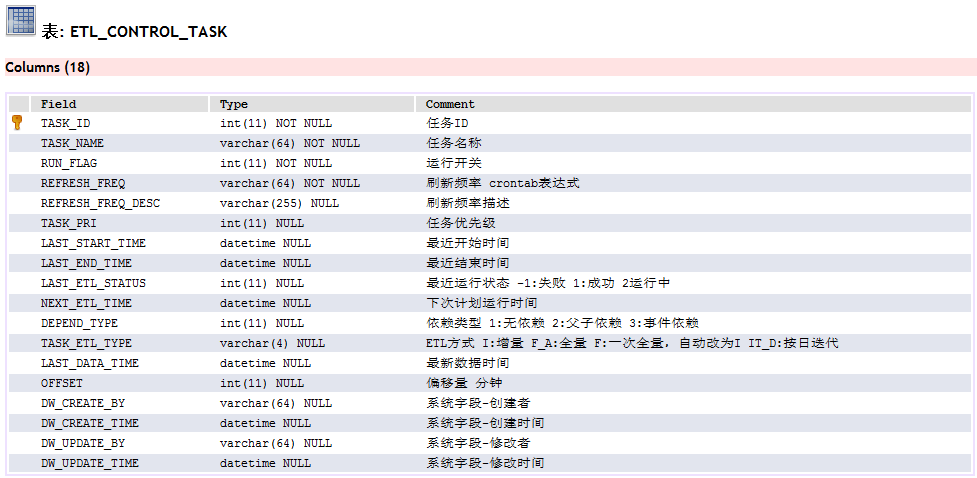 表: ETL_CONTROL_TASK
Columns (18)
Field Type Comment
TASK_ID int(11) NOT NULL 任务ID
TASK_NAME varchar(64) NOT NULL 任务名称
RUN_FLAG int(11) NOT NULL 运行开关
REFRESH_FREQ varchar(64) NOT NULL 刷新频率 crontab表达式
REFRESH_FREQ_DESC varchar(255) NULL 刷新频率描述
TASK_PRI int(11) NULL 任务优先级
LAST_START_TIME datetime NULL 最近开始时间
LAST_END_TIME datetime NULL 最近结束时间
LAST_ETL_STATUS int(11) NULL 最近运行状态 -1:失败 1:成功 2运行中
NEXT_ETL_TIME datetime NULL 下次计划运行时间
DEPEND_TYPE int(11) NULL 依赖类型 1:无依赖 2:父子依赖 3:事件依赖
TASK_ETL_TYPE varchar(4) NULL ETL方式 I:增量 F_A:全量 F:一次全量，自动改为I IT_D:按日迭代
LAST_DATA_TIME datetime NULL 最新数据时间
OFFSET int(11) NULL 偏移量 分钟
DW_CREATE_BY varchar(64) NULL 系统字段-创建者
DW_CREATE_TIME datetime NULL 系统字段-创建时间
DW_UPDATE_BY varchar(64) NULL 系统字段-修改者
DW_UPDATE_TIME datetime NULL 系统字段-修改时间